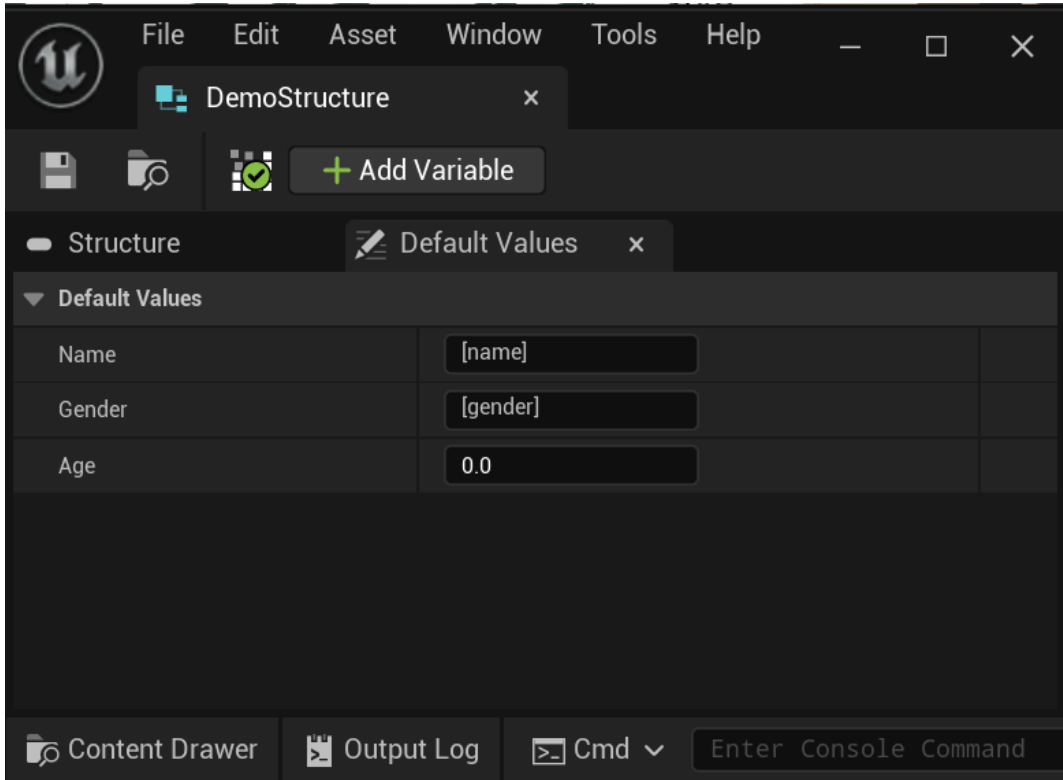 File Edit Asset Window Tools Help
DemoStructure
Add Variable
Structure Default Values
Default Values
Name [name]
Gender [gender]
Age 0.0
Content Drawer Output Log Cmd Enter Console Command